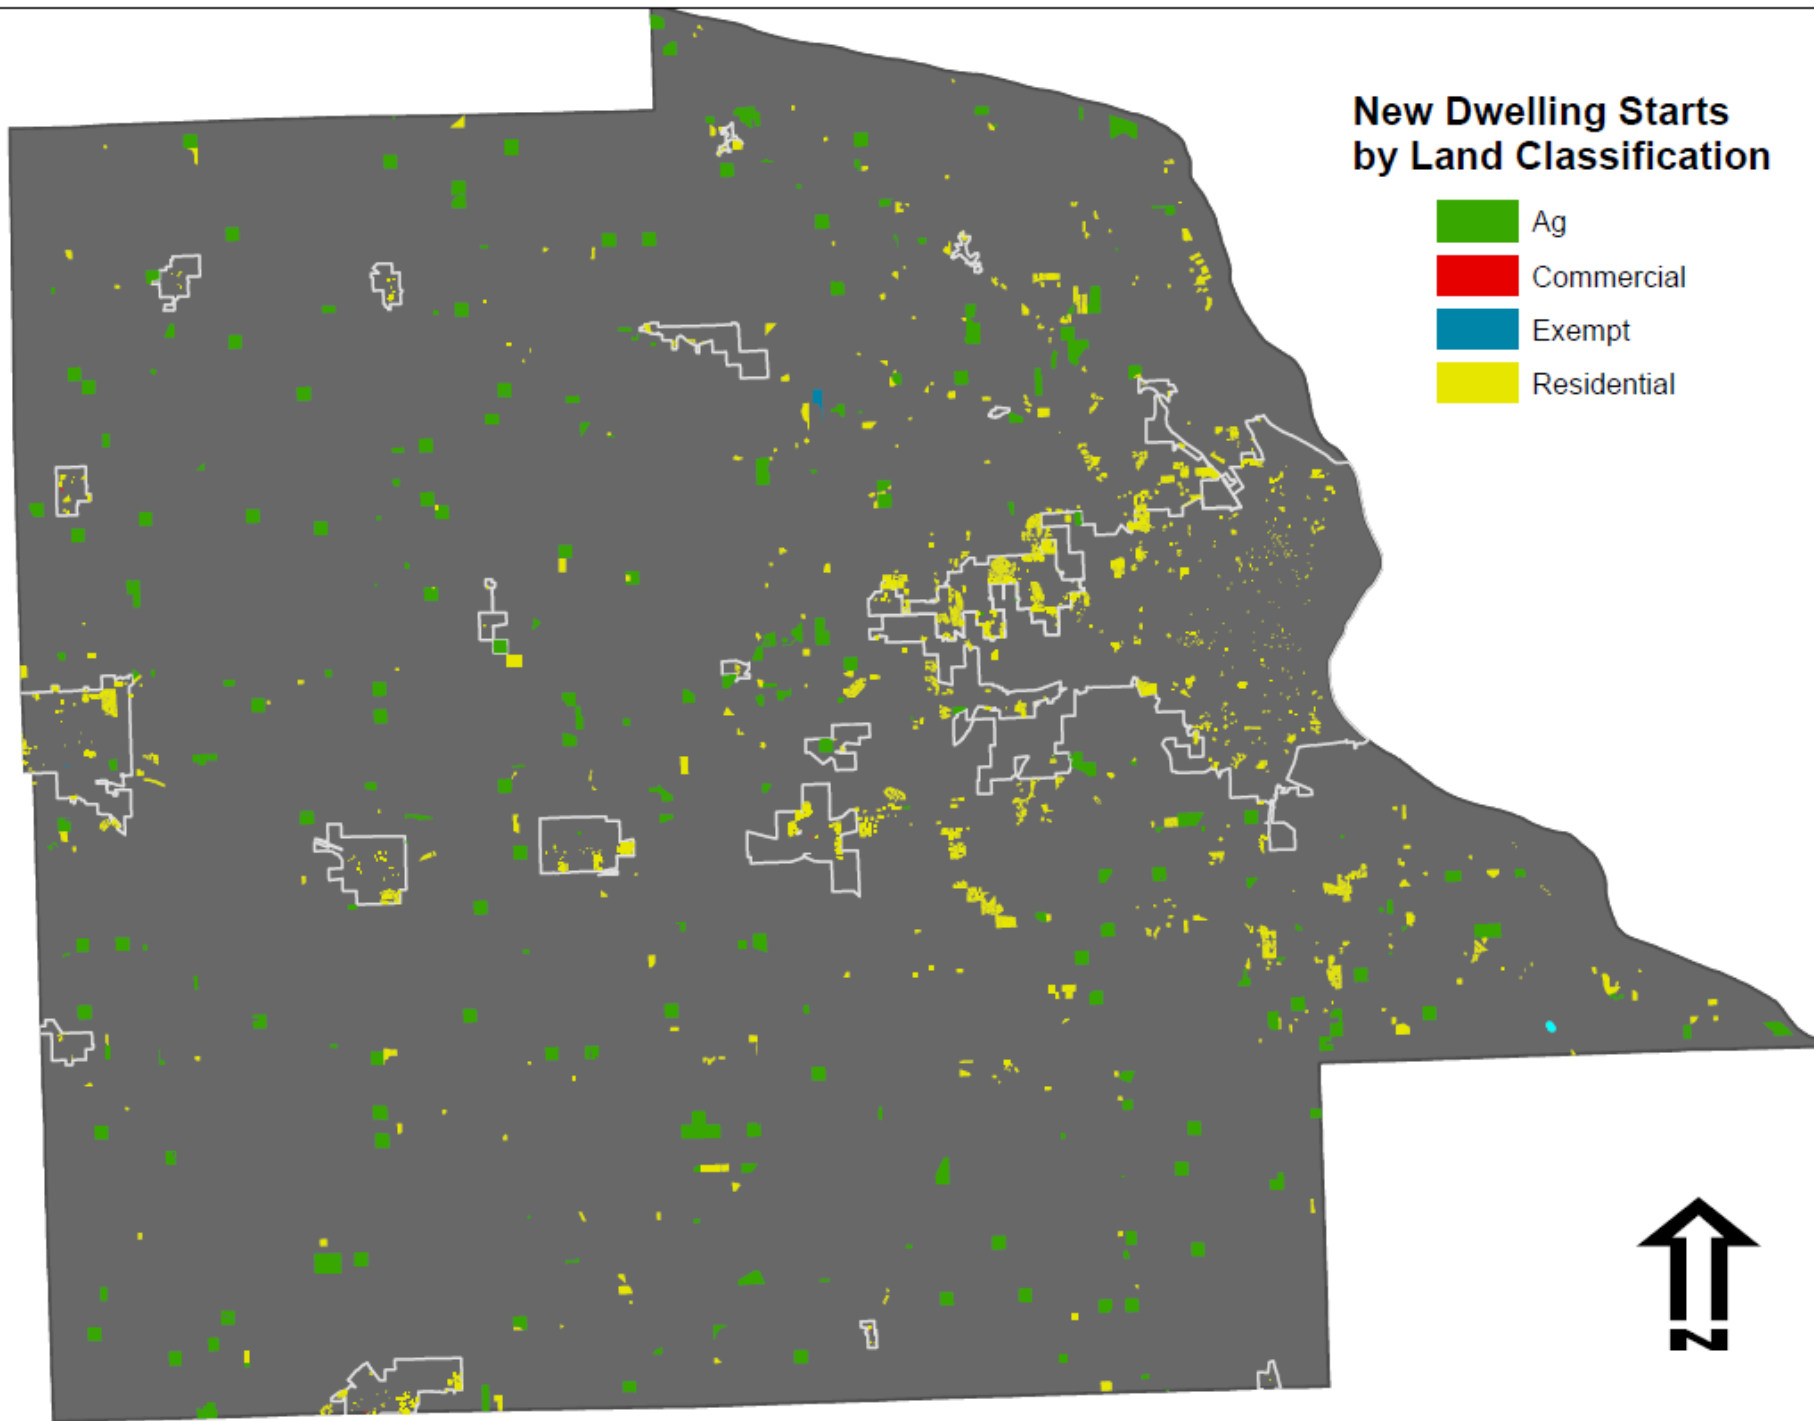 New Dwelling Starts
by Land Classification
Ag
Commercial
Exempt
Residential
N